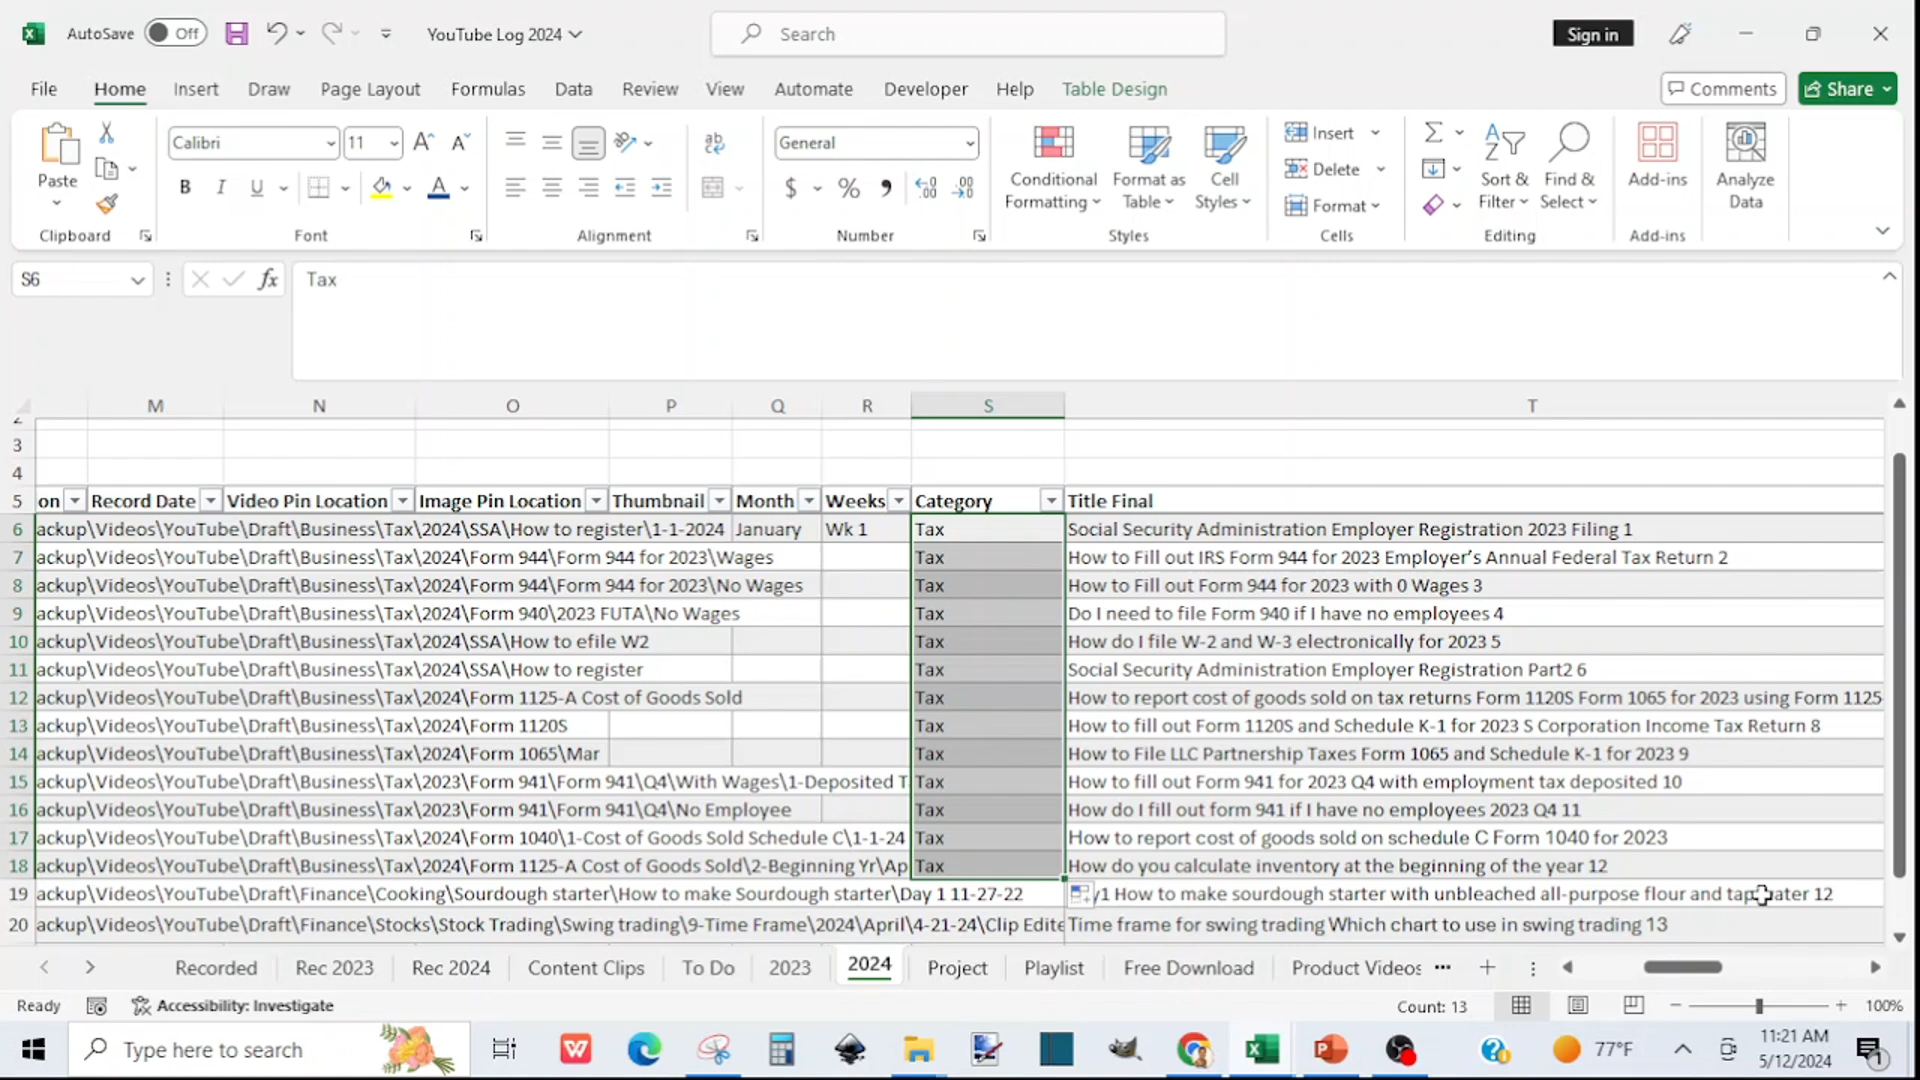 AutoSave Off YouTube Log 2024 Search Sign in
File Home Insert Draw Page Layout Formulas Data Review View Automate Developer Help Table Design Comments Share
Paste Calibri 11 A A General Conditional Formatting Format as Table Cell Styles Insert Delete Format Sort & Filter Find & Select Add-ins Analyze Data
B I U A $ %
Clipboard Font Alignment Number Styles Cells Editing Add-ins
S6 fx Tax
M N O P Q R S T
3
4
5 on Record Date Video Pin Location Image Pin Location Thumbnail Month Weeks Category Title Final
6 ackup\Videos\YouTube\Draft\Business\Tax\2024\SSA\How to register\1-1-2024 January Wk 1 Tax Social Security Administration Employer Registration 2023 Filing 1
7 ackup\Videos\YouTube\Draft\Business\Tax\2024\Form 944\Form 944 for 2023\Wages Tax How to Fill out IRS Form 944 for 2023 Employer’s Annual Federal Tax Return 2
8 ackup\Videos\YouTube\Draft\Business\Tax\2024\Form 944\Form 944 for 2023\No Wages Tax How to Fill out Form 944 for 2023 with 0 Wages 3
9 ackup\Videos\YouTube\Draft\Business\Tax\2024\Form 940\2023 FUTA\No Wages Tax Do I need to file Form 940 if I have no employees 4
10 ackup\Videos\YouTube\Draft\Business\Tax\2024\SSA\How to efile W2 Tax How do I file W-2 and W-3 electronically for 2023 5
11 ackup\Videos\YouTube\Draft\Business\Tax\2024\SSA\How to register Tax Social Security Administration Employer Registration Part2 6
12 ackup\Videos\YouTube\Draft\Business\Tax\2024\Form 1125-A Cost of Goods Sold Tax How to report cost of goods sold on tax returns Form 1120S Form 1065 for 2023 using Form 1125-
13 ackup\Videos\YouTube\Draft\Business\Tax\2024\Form 1120S Tax How to fill out Form 1120S and Schedule K-1 for 2023 S Corporation Income Tax Return 8
14 ackup\Videos\YouTube\Draft\Business\Tax\2024\Form 1065\Mar Tax How to File LLC Partnership Taxes Form 1065 and Schedule K-1 for 2023 9
15 ackup\Videos\YouTube\Draft\Business\Tax\2023\Form 941\Form 941\Q4\With Wages\1-Deposited T Tax How to fill out Form 941 for 2023 Q4 with employment tax deposited 10
16 ackup\Videos\YouTube\Draft\Business\Tax\2023\Form 941\Form 941\Q4\No Employee Tax How do I fill out form 941 if I have no employees 2023 Q4 11
17 ackup\Videos\YouTube\Draft\Business\Tax\2024\Form 1040\1-Cost of Goods Sold Schedule C\1-1-24 Tax How to report cost of goods sold on schedule C Form 1040 for 2023
18 ackup\Videos\YouTube\Draft\Business\Tax\2024\Form 1125-A Cost of Goods Sold\2-Beginning Yr\Ap Tax How do you calculate inventory at the beginning of the year 12
19 ackup\Videos\YouTube\Draft\Finance\Cooking\Sourdough starter\How to make Sourdough starter\Day 1 11-27-22 y1 How to make sourdough starter with unbleached all-purpose flour and tap ater 12
20 ackup\Videos\YouTube\Draft\Finance\Stocks\Stock Trading\Swing trading\9-Time Frame\2024\April\4-21-24\Clip Edite Time frame for swing trading Which chart to use in swing trading 13
Recorded Rec 2023 Rec 2024 Content Clips To Do 2023 2024 Project Playlist Free Download Product Videos
Ready Accessibility: Investigate Count: 13 100%
Type here to search 77°F 11:21 AM
5/12/2024 1